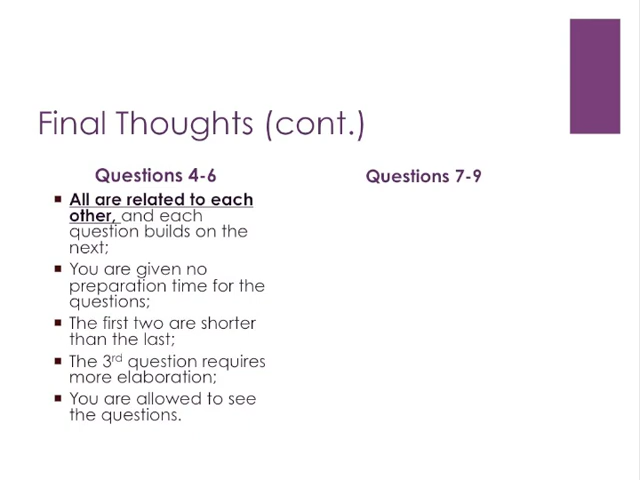 Final Thoughts (cont.)
Questions 4-6
All are related to each
other, and each
question builds on the
next;
You are given no
preparation time for the
questions;
The first two are shorter
than the last;
The 3rd question requires
more elaboration;
You are allowed to see
the questions.
Questions 7-9